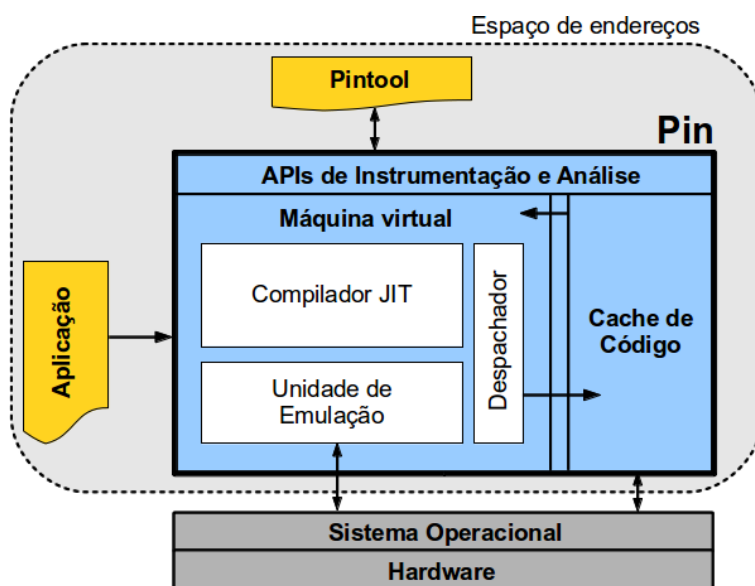 Espaço de endereços
Pintool
Pin
APIs de Instrumentação e Análise
Máquina virtual
Aplicação
Compilador JIT
Despachador
Cache de
Código
Unidade de
Emulação
Sistema Operacional
Hardware